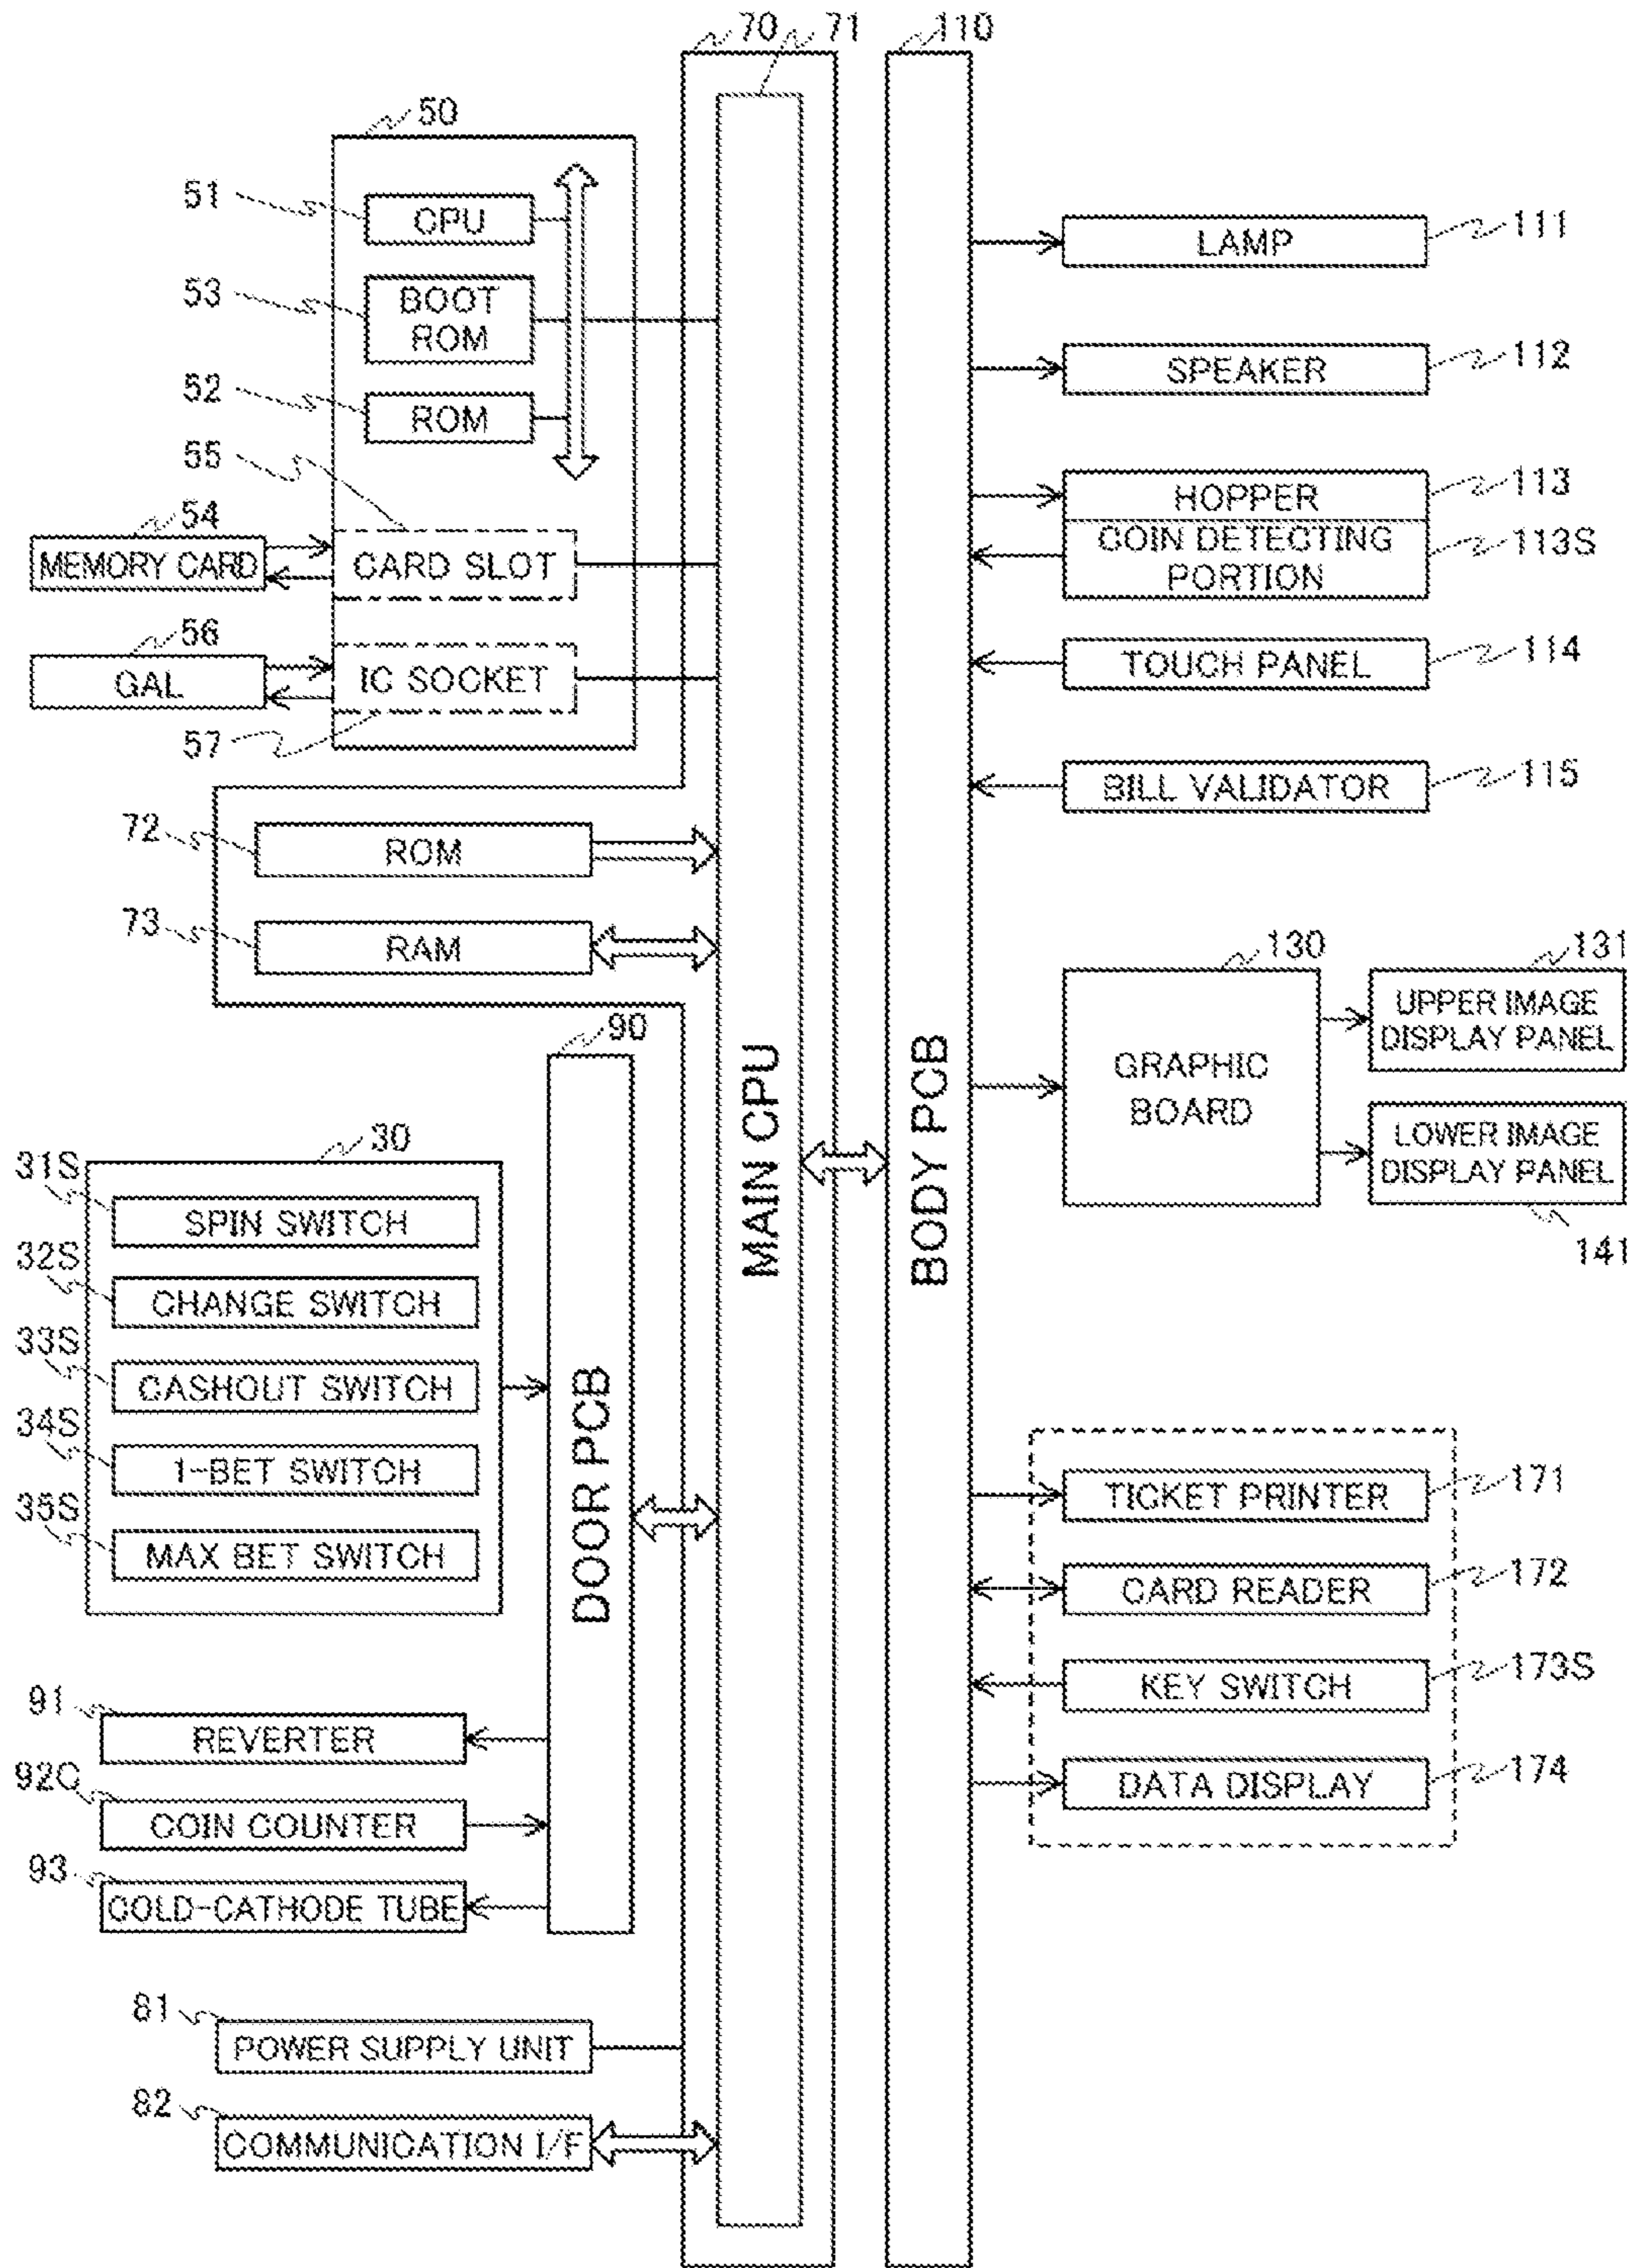 70
71
110
50
51
CPU
53
BOOT
ROM
52
ROM
55
54
MEMORY CARD
CARD SLOT
56
GAL
IC SOCKET
57
72
ROM
73
RAM
90
30
31S
SPIN SWITCH
32S
CHANGE SWITCH
33S
CASHOUT SWITCH
34S
1-BET SWITCH
35S
MAX BET SWITCH
DOOR PCB
91
REVERTER
92C
COIN COUNTER
93
COLD-CATHODE TUBE
81
POWER SUPPLY UNIT
82
COMMUNICATION I/F
MAIN CPU
BODY PCB
LAMP
111
SPEAKER
112
HOPPER
113
COIN DETECTING
PORTION
113S
TOUCH PANEL
114
BILL VALIDATOR
115
130
GRAPHIC
BOARD
131
UPPER IMAGE
DISPLAY PANEL
LOWER IMAGE
DISPLAY PANEL
141
TICKET PRINTER
171
CARD READER
172
KEY SWITCH
173S
DATA DISPLAY
174